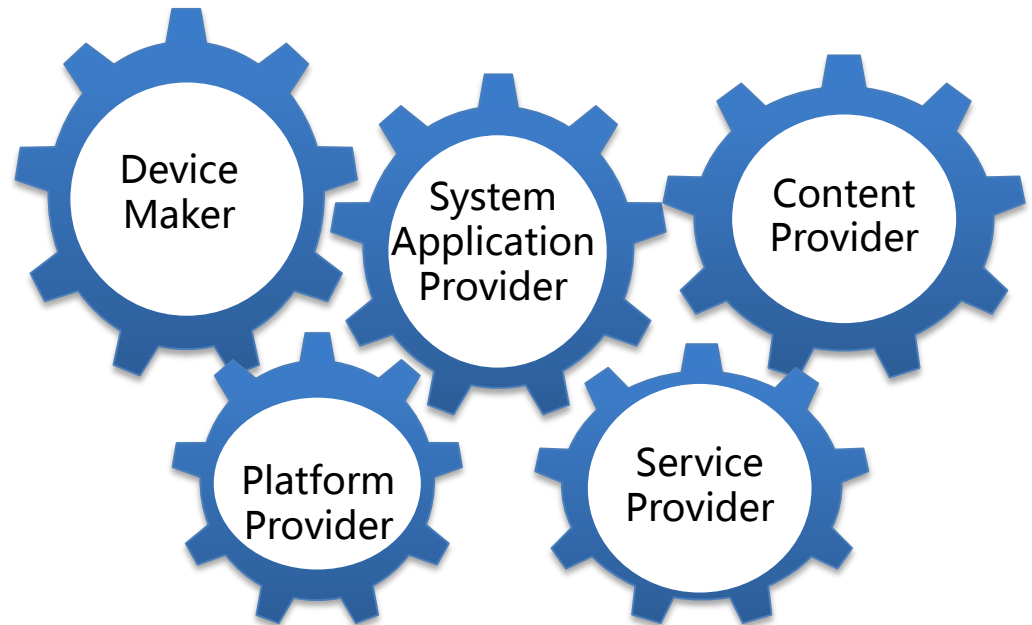 Device
Maker
System
Application
Provider
Content
Provider
Platform
Provider
Service
Provider